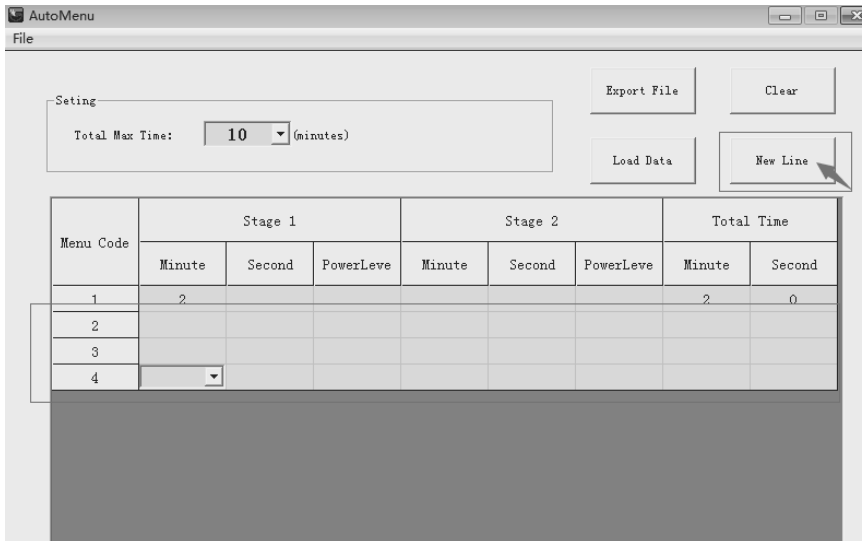 AutoMenu
File
Export File
Clear
Seting
Total Max Time: 10 (minutes)
Load Data
New Line
Menu Code
Stage 1
Stage 2
Total Time
Minute Second PowerLeve Minute Second PowerLeve Minute Second
1 2 2 0
2
3
4